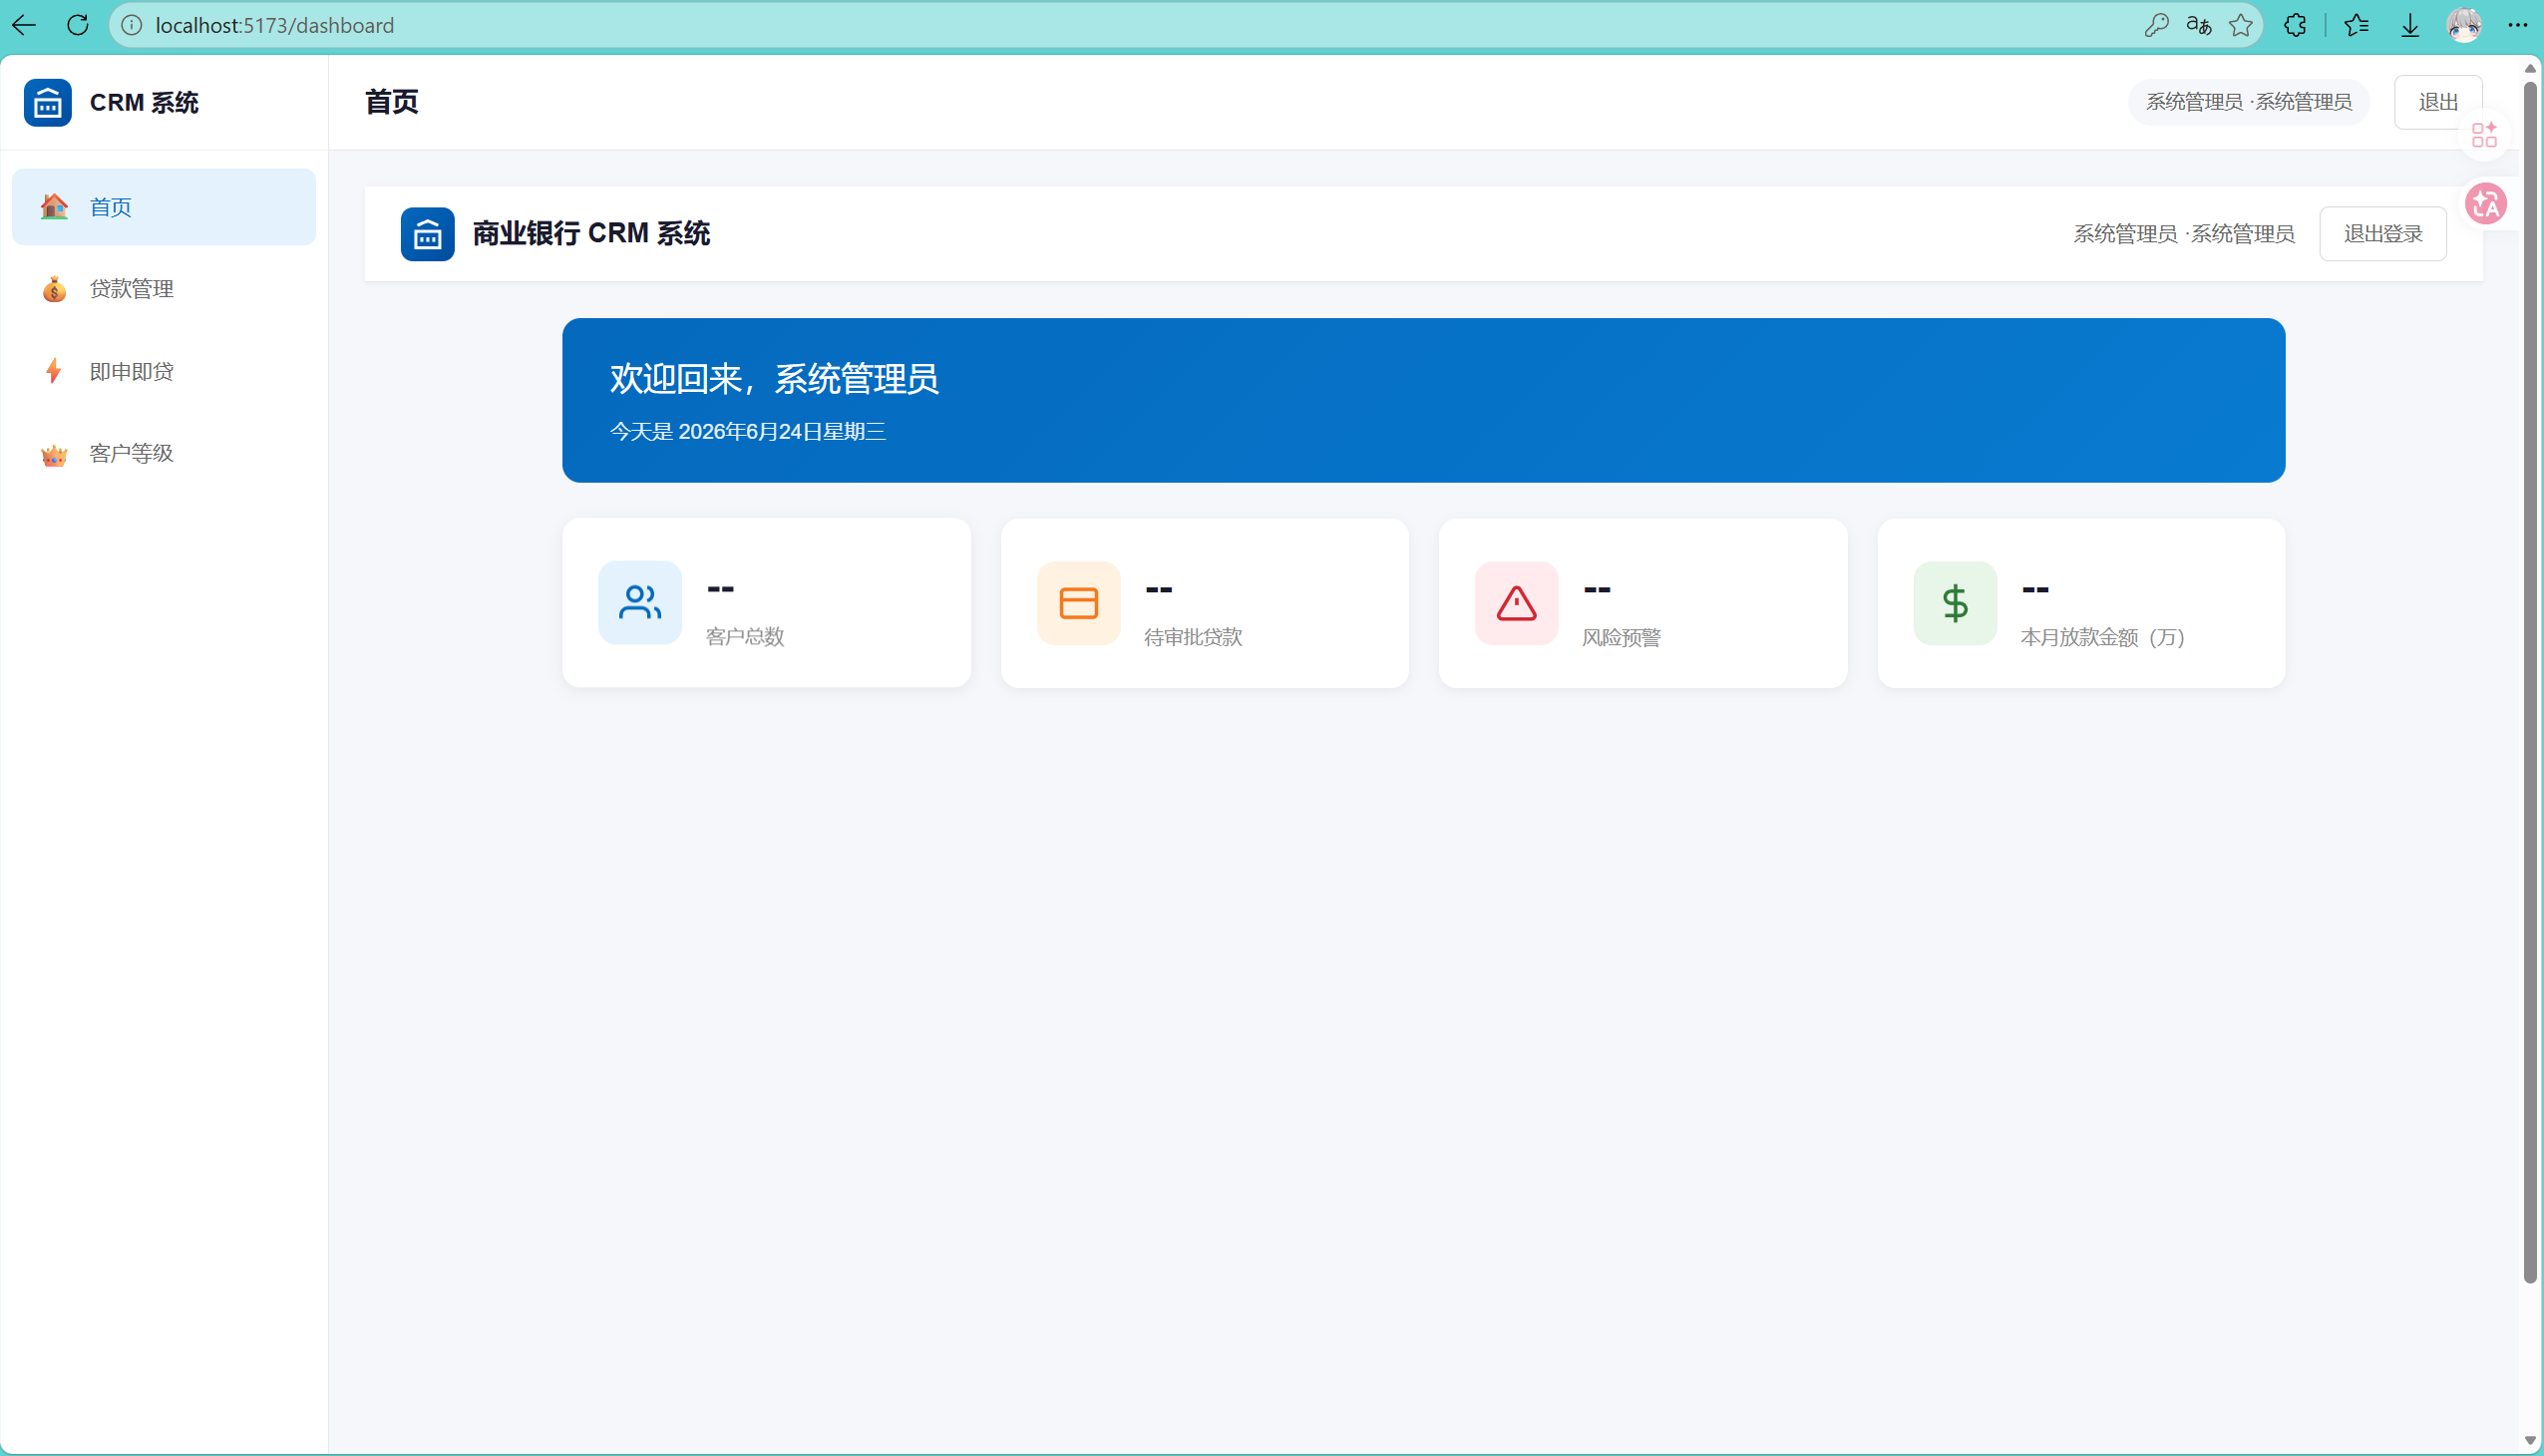 localhost:5173/dashboard
CRM 系统
首页
系统管理员 ·系统管理员
退出
首页
贷款管理
即申即贷
客户等级
商业银行 CRM 系统
系统管理员 ·系统管理员
退出登录
欢迎回来，系统管理员
今天是 2026年6月24日星期三
--
客户总数
--
待审批贷款
--
风险预警
--
本月放款金额（万）